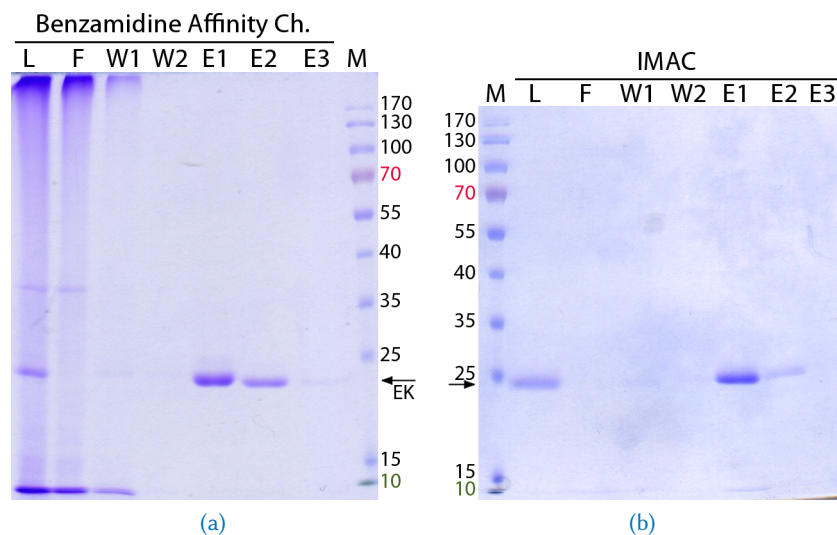 Benzamidine Affinity Ch.
L F W1 W2 E1 E2 E3 M
170
130
100
70
55
40
35
25
EK
15
10
(a)
IMAC
M L F W1 W2 E1 E2 E3
170
130
100
70
55
40
35
25
15
10
(b)